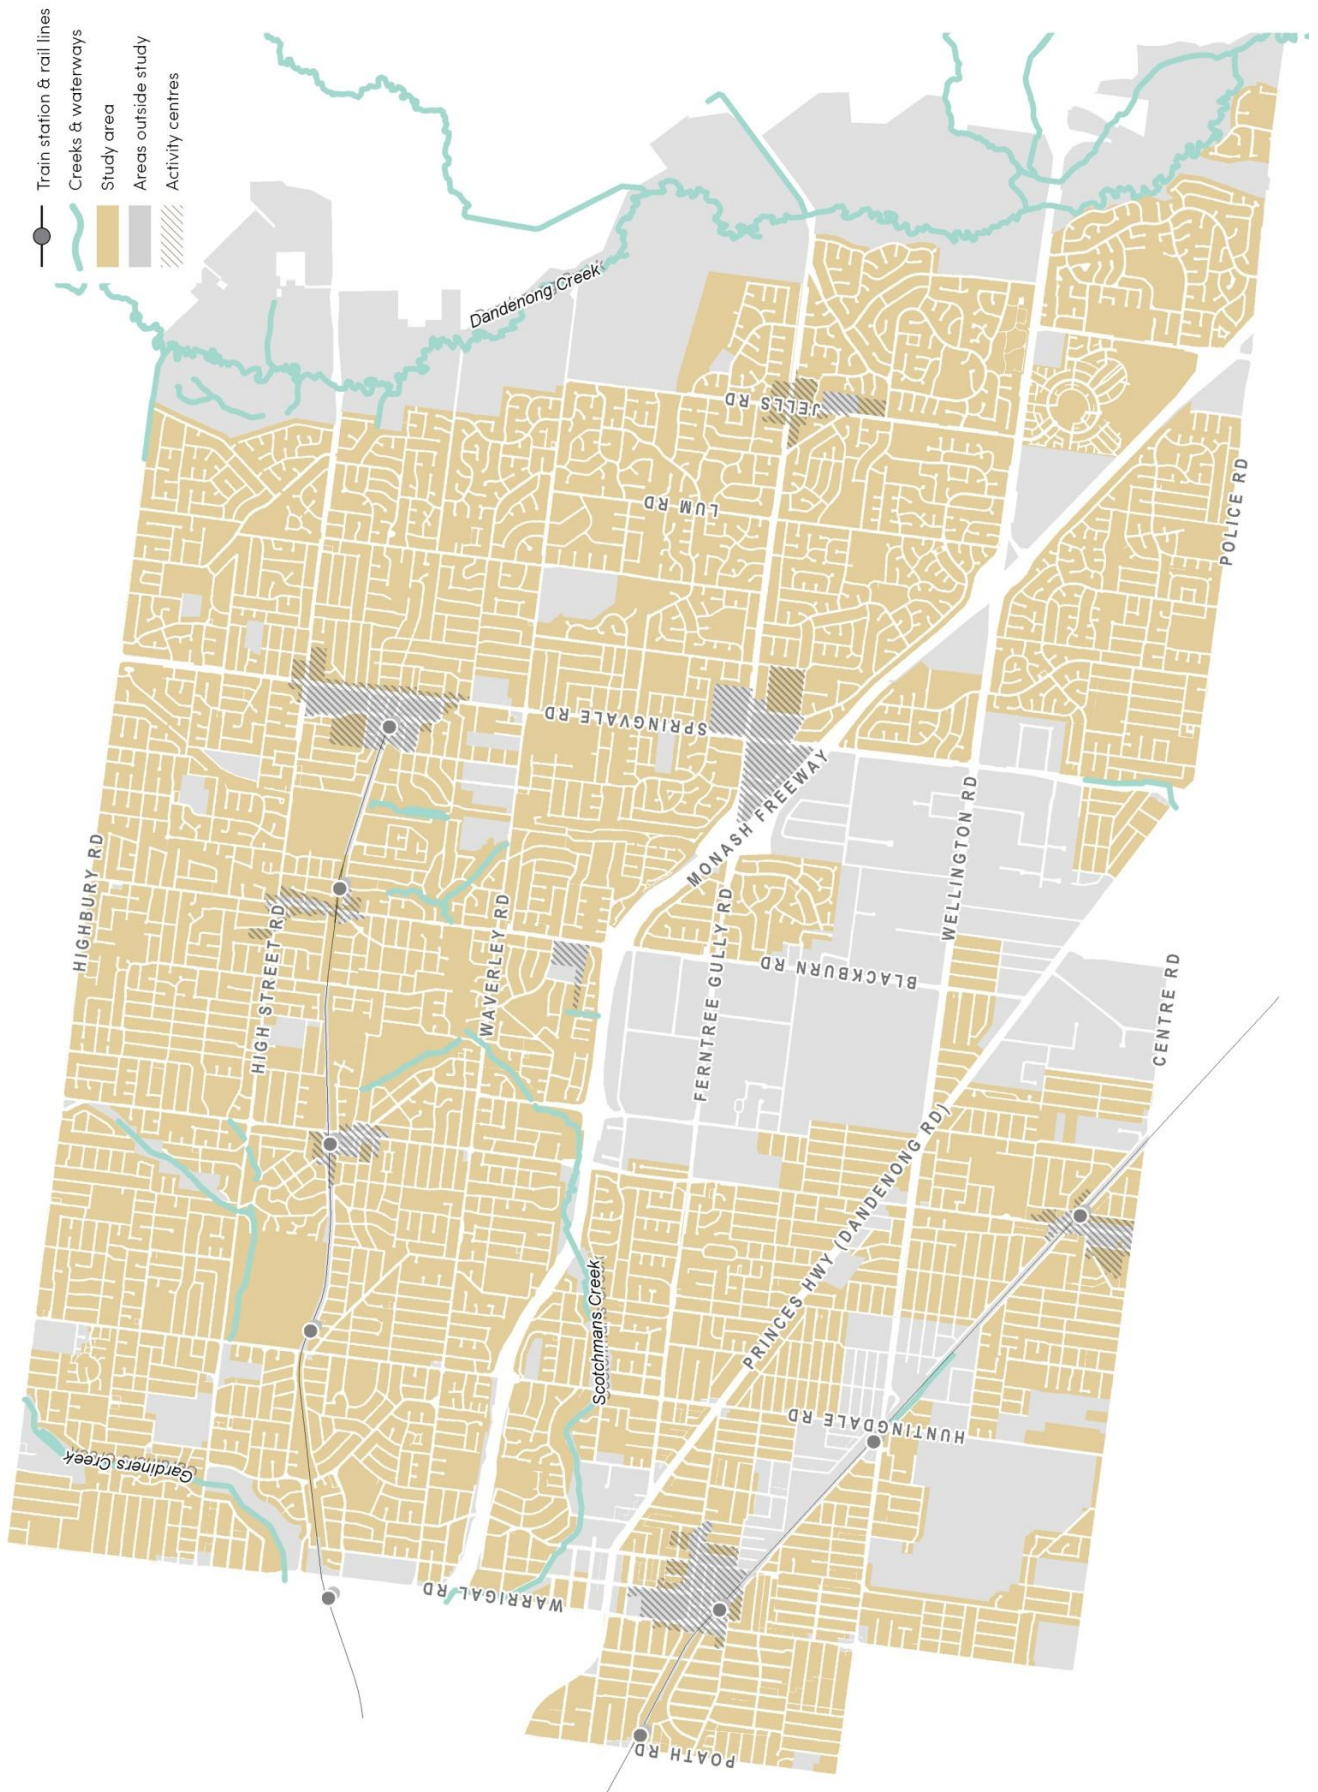 Train station & rail lines
Creeks & waterways
Study area
Areas outside study
Activity centres
HIGHBURY RD
HIGH STREET RD
WAVERLEY RD
SPRINGVALE RD
LUM RD
JELLS RD
Dandenong Creek
MONASH FREEWAY
FERNTREE GULLY RD
BLACKBURN RD
WELLINGTON RD
POLICE RD
CENTRE RD
PRINCES HWY (DANDENONG RD)
HUNTINGDALE RD
Scotchmans Creek
Gardiners Creek
WARRIGAL RD
POATH RD